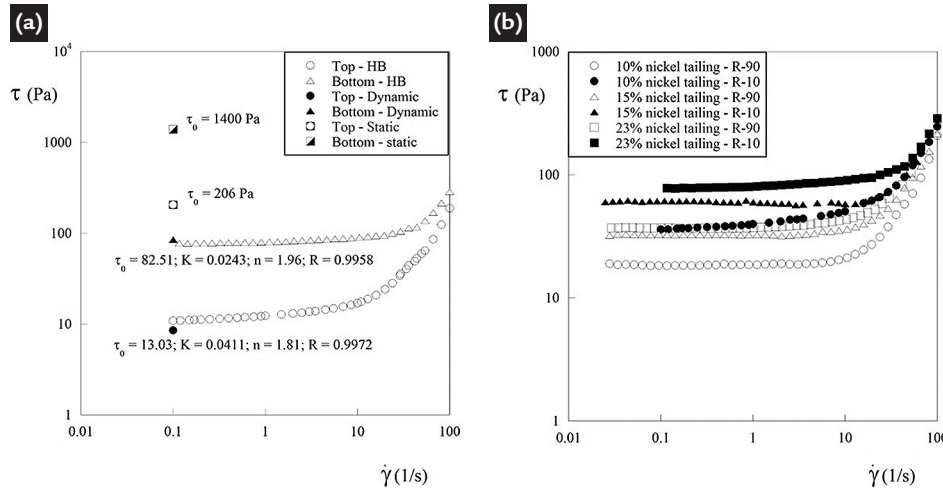 (a)
10⁴
1000
100
10
1
τ (Pa)
Top - HB
Bottom - HB
Top - Dynamic
Bottom - Dynamic
Top - Static
Bottom - static
τ₀ = 1400 Pa
τ₀ = 206 Pa
τ₀ = 82.51; K = 0.0243; n = 1.96; R = 0.9958
τ₀ = 13.03; K = 0.0411; n = 1.81; R = 0.9972
0.01 0.1 1 10 100
γ̇ (1/s)
(b)
1000
100
10
1
τ (Pa)
10% nickel tailing - R-90
10% nickel tailing - R-10
15% nickel tailing - R-90
15% nickel tailing - R-10
23% nickel tailing - R-90
23% nickel tailing - R-10
0.01 0.1 1 10 100
γ̇ (1/s)